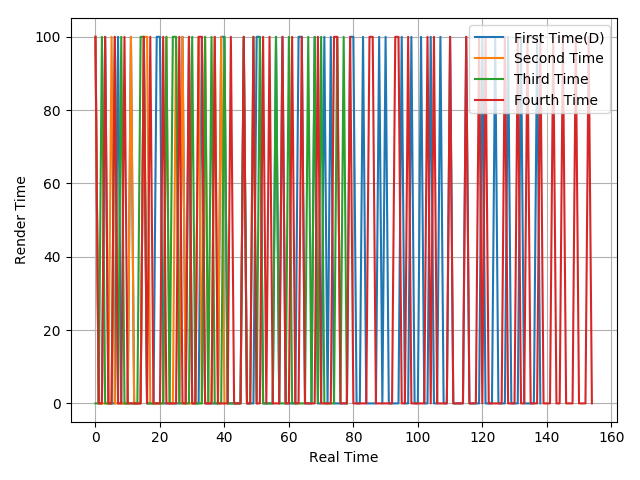 First Time(D)
Second Time
Third Time
Fourth Time
Render Time
100
80
60
40
20
0
0 20 40 60 80 100 120 140 160
Real Time